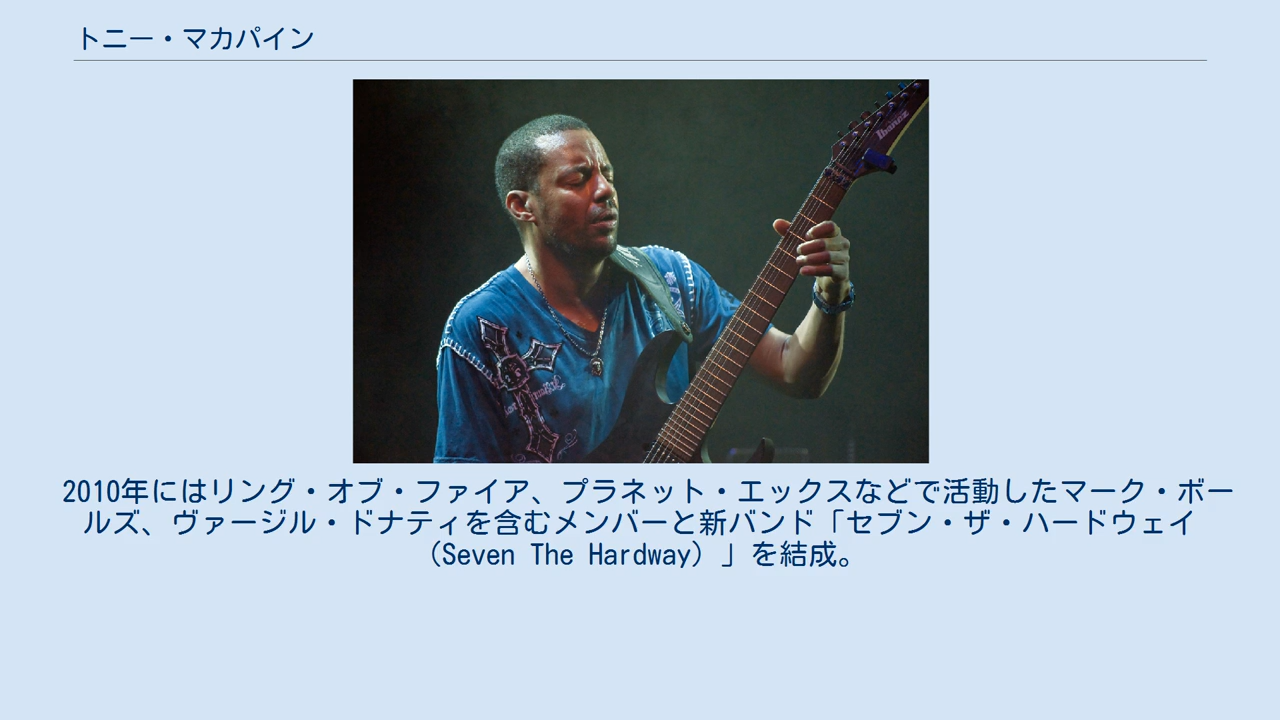 トニー・マカパイン
Ibanez
2010年にはリング・オブ・ファイア、プラネット・エックスなどで活動したマーク・ボー
ルズ、ヴァージル・ドナティを含むメンバーと新バンド「セブン・ザ・ハードウェイ
（Seven The Hardway）」を結成。